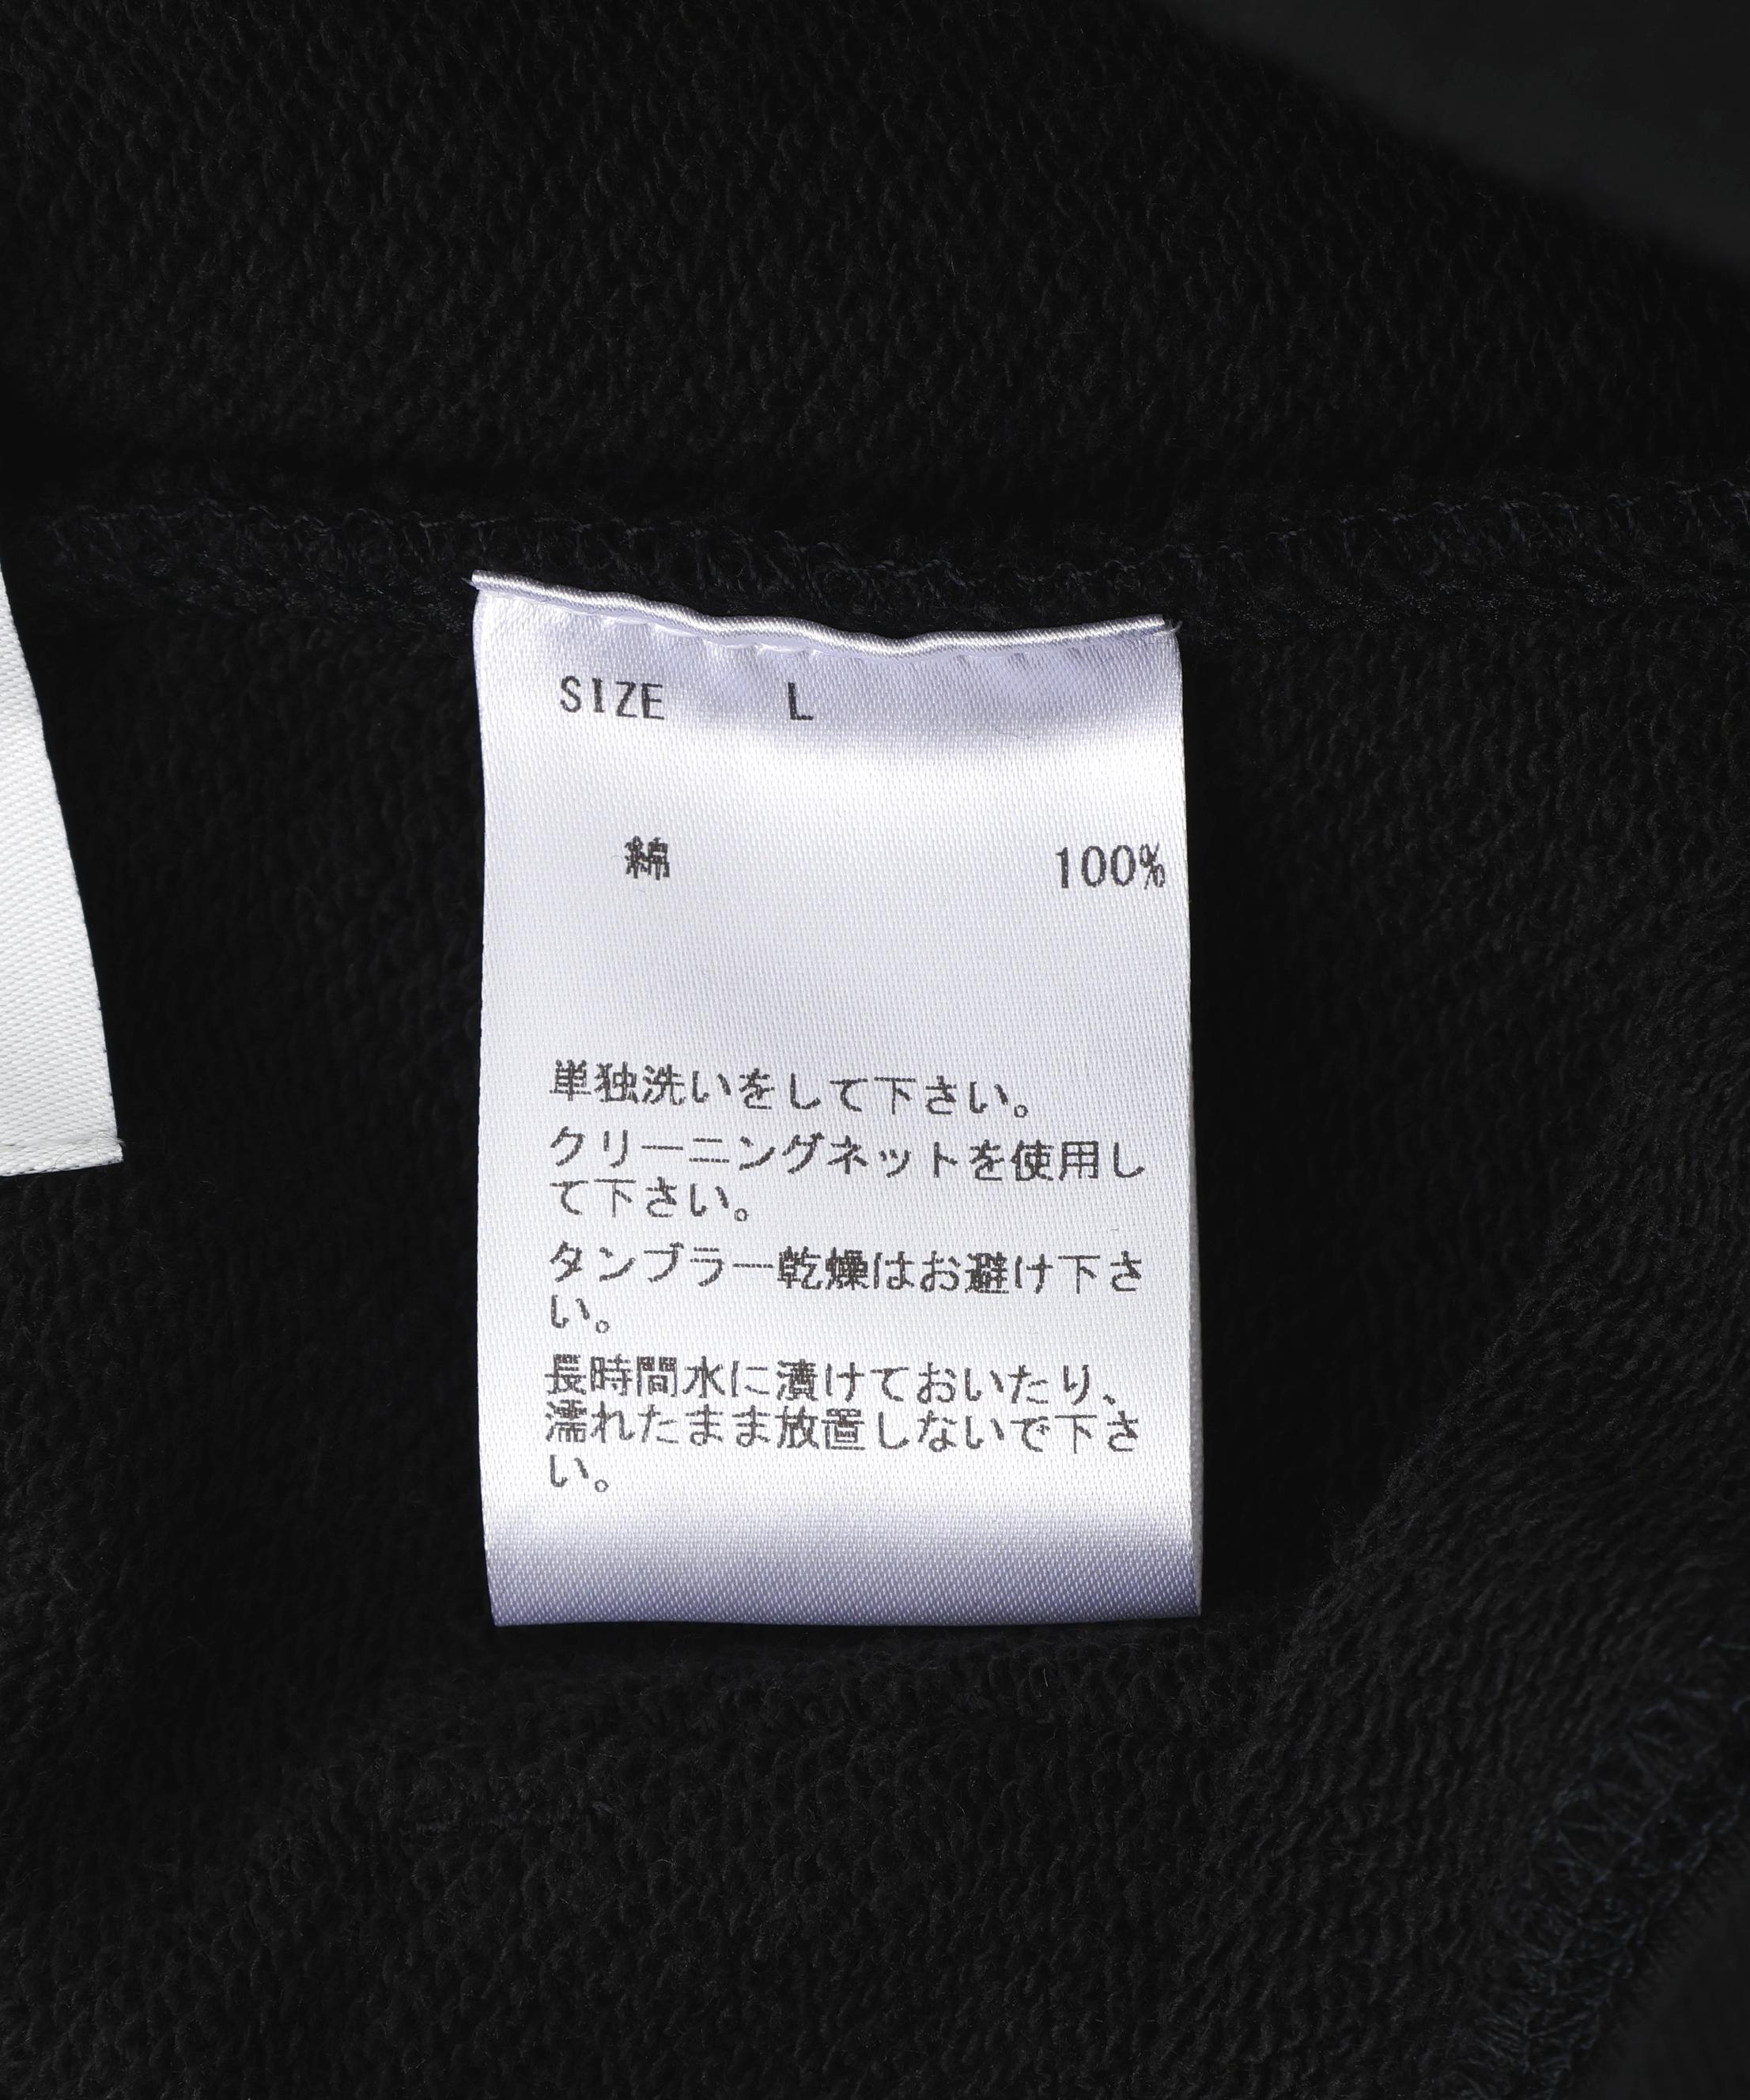 SIZE L
綿 100%
単独洗いをして下さい。
クリーニングネットを使用し
て下さい。
タンブラー乾燥はお避け下さ
い。
長時間水に漬けておいたり、
濡れたまま放置しないで下さ
い。